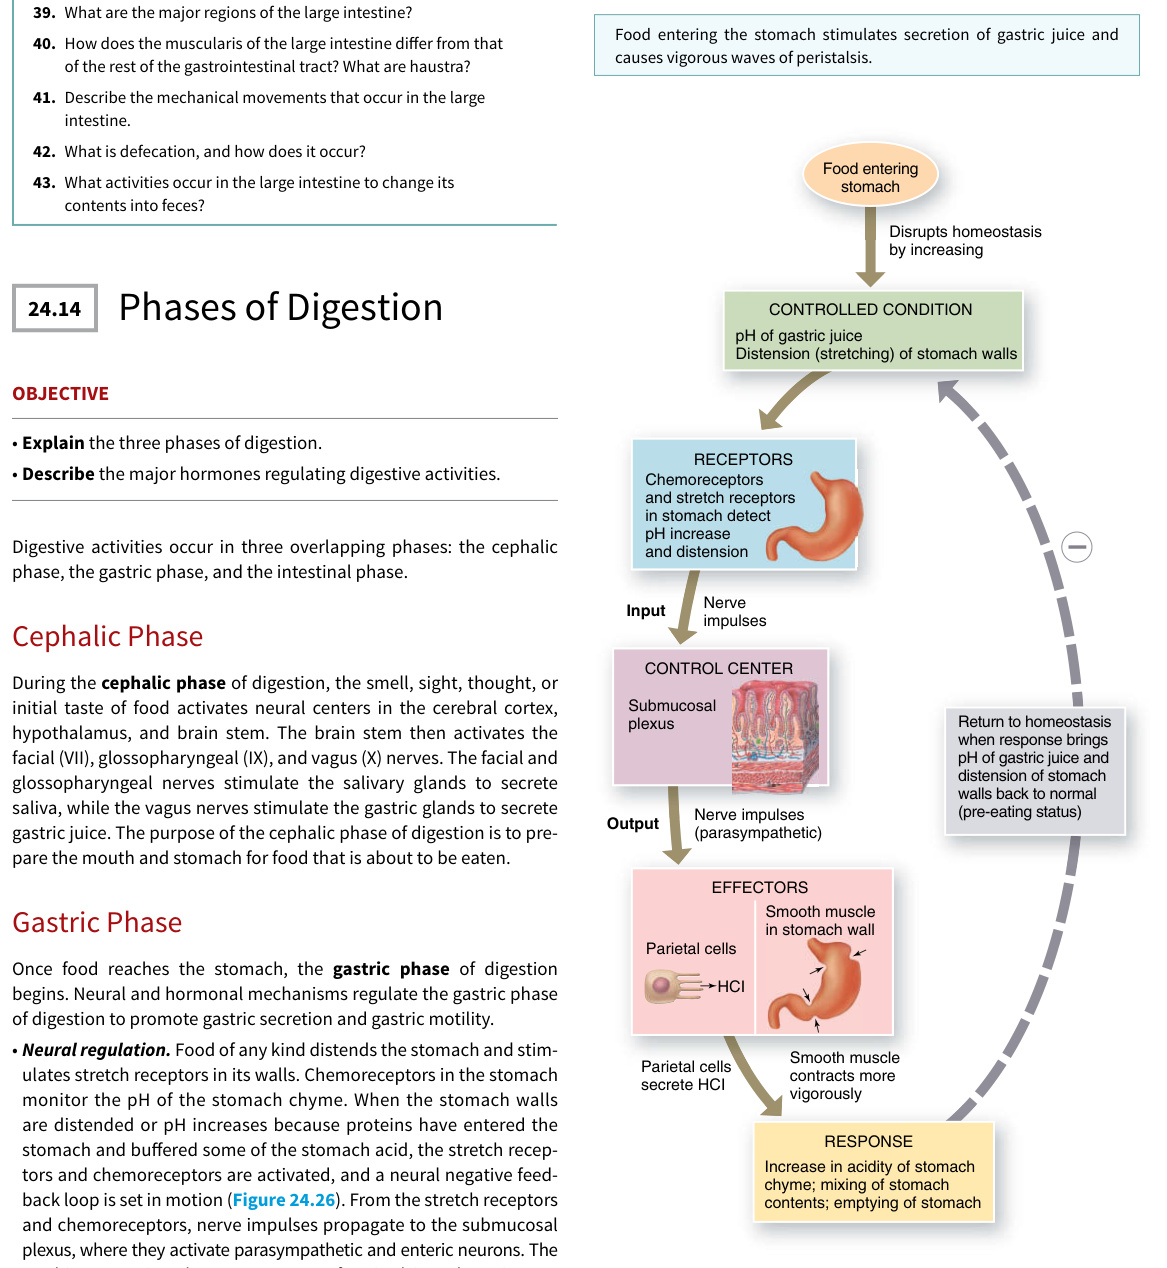 39. What are the major regions of the large intestine?
40. How does the muscularis of the large intestine differ from that
of the rest of the gastrointestinal tract? What are haustra?
41. Describe the mechanical movements that occur in the large
intestine.
42. What is defecation, and how does it occur?
43. What activities occur in the large intestine to change its
contents into feces?
24.14 Phases of Digestion
OBJECTIVE
• Explain the three phases of digestion.
• Describe the major hormones regulating digestive activities.
Digestive activities occur in three overlapping phases: the cephalic
phase, the gastric phase, and the intestinal phase.
Cephalic Phase
During the cephalic phase of digestion, the smell, sight, thought, or
initial taste of food activates neural centers in the cerebral cortex,
hypothalamus, and brain stem. The brain stem then activates the
facial (VII), glossopharyngeal (IX), and vagus (X) nerves. The facial and
glossopharyngeal nerves stimulate the salivary glands to secrete
saliva, while the vagus nerves stimulate the gastric glands to secrete
gastric juice. The purpose of the cephalic phase of digestion is to pre-
pare the mouth and stomach for food that is about to be eaten.
Gastric Phase
Once food reaches the stomach, the gastric phase of digestion
begins. Neural and hormonal mechanisms regulate the gastric phase
of digestion to promote gastric secretion and gastric motility.
• Neural regulation. Food of any kind distends the stomach and stim-
ulates stretch receptors in its walls. Chemoreceptors in the stomach
monitor the pH of the stomach chyme. When the stomach walls
are distended or pH increases because proteins have entered the
stomach and buffered some of the stomach acid, the stretch recep-
tors and chemoreceptors are activated, and a neural negative feed-
back loop is set in motion (Figure 24.26). From the stretch receptors
and chemoreceptors, nerve impulses propagate to the submucosal
plexus, where they activate parasympathetic and enteric neurons. The
Food entering the stomach stimulates secretion of gastric juice and
causes vigorous waves of peristalsis.
Food entering
stomach
Disrupts homeostasis
by increasing
CONTROLLED CONDITION
pH of gastric juice
Distension (stretching) of stomach walls
RECEPTORS
Chemoreceptors
and stretch receptors
in stomach detect
pH increase
and distension
Input
Nerve
impulses
CONTROL CENTER
Submucosal
plexus
Output
Nerve impulses
(parasympathetic)
EFFECTORS
Parietal cells
HCl
Smooth muscle
in stomach wall
Parietal cells
secrete HCl
Smooth muscle
contracts more
vigorously
RESPONSE
Increase in acidity of stomach
chyme; mixing of stomach
contents; emptying of stomach
Return to homeostasis
when response brings
pH of gastric juice and
distension of stomach
walls back to normal
(pre-eating status)